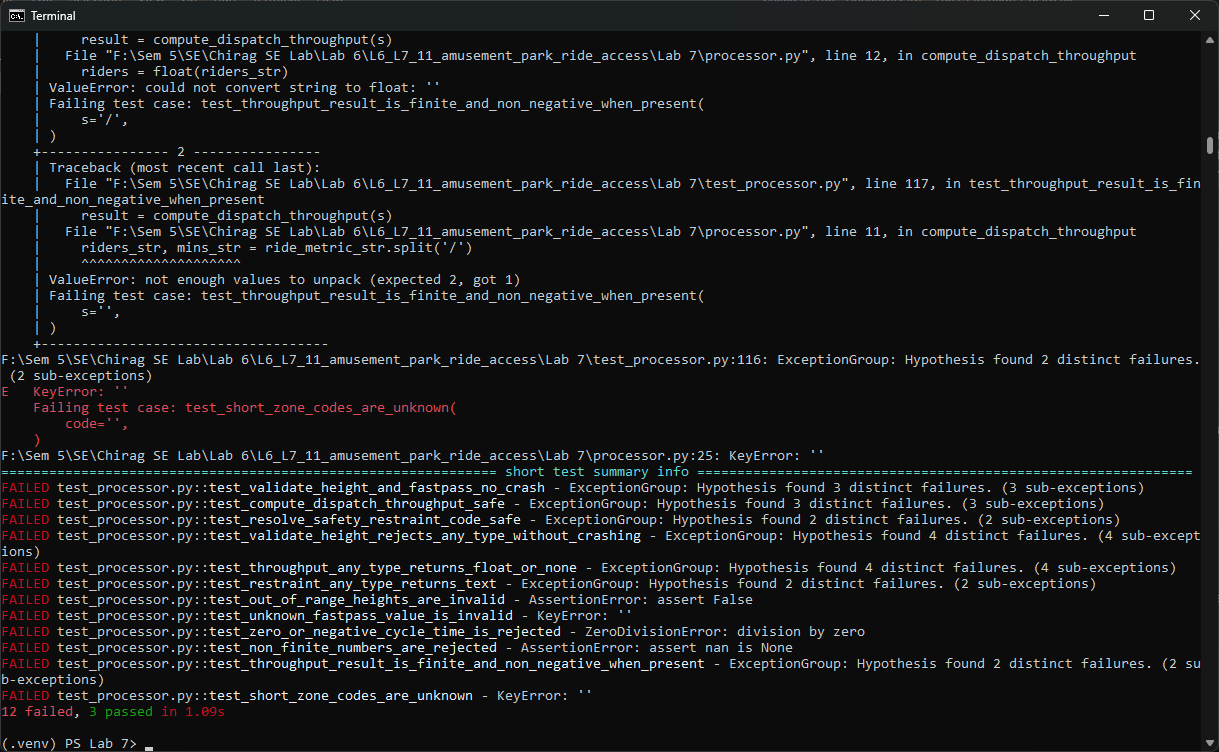 Terminal
|     result = compute_dispatch_throughput(s)
|   File "F:\Sem 5\SE\Chirag SE Lab\Lab 6\L6_L7_11_amusement_park_ride_access\Lab 7\processor.py", line 12, in compute_dispatch_throughput
|     riders = float(riders_str)
| ValueError: could not convert string to float: ''
| Failing test case: test_throughput_result_is_finite_and_non_negative_when_present(
|     s='/',
| )
+---------------- 2 ----------------
| Traceback (most recent call last):
|   File "F:\Sem 5\SE\Chirag SE Lab\Lab 6\L6_L7_11_amusement_park_ride_access\Lab 7\test_processor.py", line 117, in test_throughput_result_is_fin
ite_and_non_negative_when_present
|     result = compute_dispatch_throughput(s)
|   File "F:\Sem 5\SE\Chirag SE Lab\Lab 6\L6_L7_11_amusement_park_ride_access\Lab 7\processor.py", line 11, in compute_dispatch_throughput
|     riders_str, mins_str = ride_metric_str.split('/')
|     ^^^^^^^^^^^^^^^^^^^^
| ValueError: not enough values to unpack (expected 2, got 1)
| Failing test case: test_throughput_result_is_finite_and_non_negative_when_present(
|     s='',
| )
+------------------------------------
F:\Sem 5\SE\Chirag SE Lab\Lab 6\L6_L7_11_amusement_park_ride_access\Lab 7\test_processor.py:116: ExceptionGroup: Hypothesis found 2 distinct failures.
(2 sub-exceptions)
E   KeyError: ''
Failing test case: test_short_zone_codes_are_unknown(
code='',
)
F:\Sem 5\SE\Chirag SE Lab\Lab 6\L6_L7_11_amusement_park_ride_access\Lab 7\processor.py:25: KeyError: ''
============================================================== short test summary info ==============================================================
FAILED test_processor.py::test_validate_height_and_fastpass_no_crash - ExceptionGroup: Hypothesis found 3 distinct failures. (3 sub-exceptions)
FAILED test_processor.py::test_compute_dispatch_throughput_safe - ExceptionGroup: Hypothesis found 3 distinct failures. (3 sub-exceptions)
FAILED test_processor.py::test_resolve_safety_restraint_code_safe - ExceptionGroup: Hypothesis found 2 distinct failures. (2 sub-exceptions)
FAILED test_processor.py::test_validate_height_rejects_any_type_without_crashing - ExceptionGroup: Hypothesis found 4 distinct failures. (4 sub-except
ions)
FAILED test_processor.py::test_throughput_any_type_returns_float_or_none - ExceptionGroup: Hypothesis found 4 distinct failures. (4 sub-exceptions)
FAILED test_processor.py::test_restraint_any_type_returns_text - ExceptionGroup: Hypothesis found 2 distinct failures. (2 sub-exceptions)
FAILED test_processor.py::test_out_of_range_heights_are_invalid - AssertionError: assert False
FAILED test_processor.py::test_unknown_fastpass_value_is_invalid - KeyError: ''
FAILED test_processor.py::test_zero_or_negative_cycle_time_is_rejected - ZeroDivisionError: division by zero
FAILED test_processor.py::test_non_finite_numbers_are_rejected - AssertionError: assert nan is None
FAILED test_processor.py::test_throughput_result_is_finite_and_non_negative_when_present - ExceptionGroup: Hypothesis found 2 distinct failures. (2 su
b-exceptions)
FAILED test_processor.py::test_short_zone_codes_are_unknown - KeyError: ''
12 failed, 3 passed in 1.09s
(.venv) PS Lab 7>